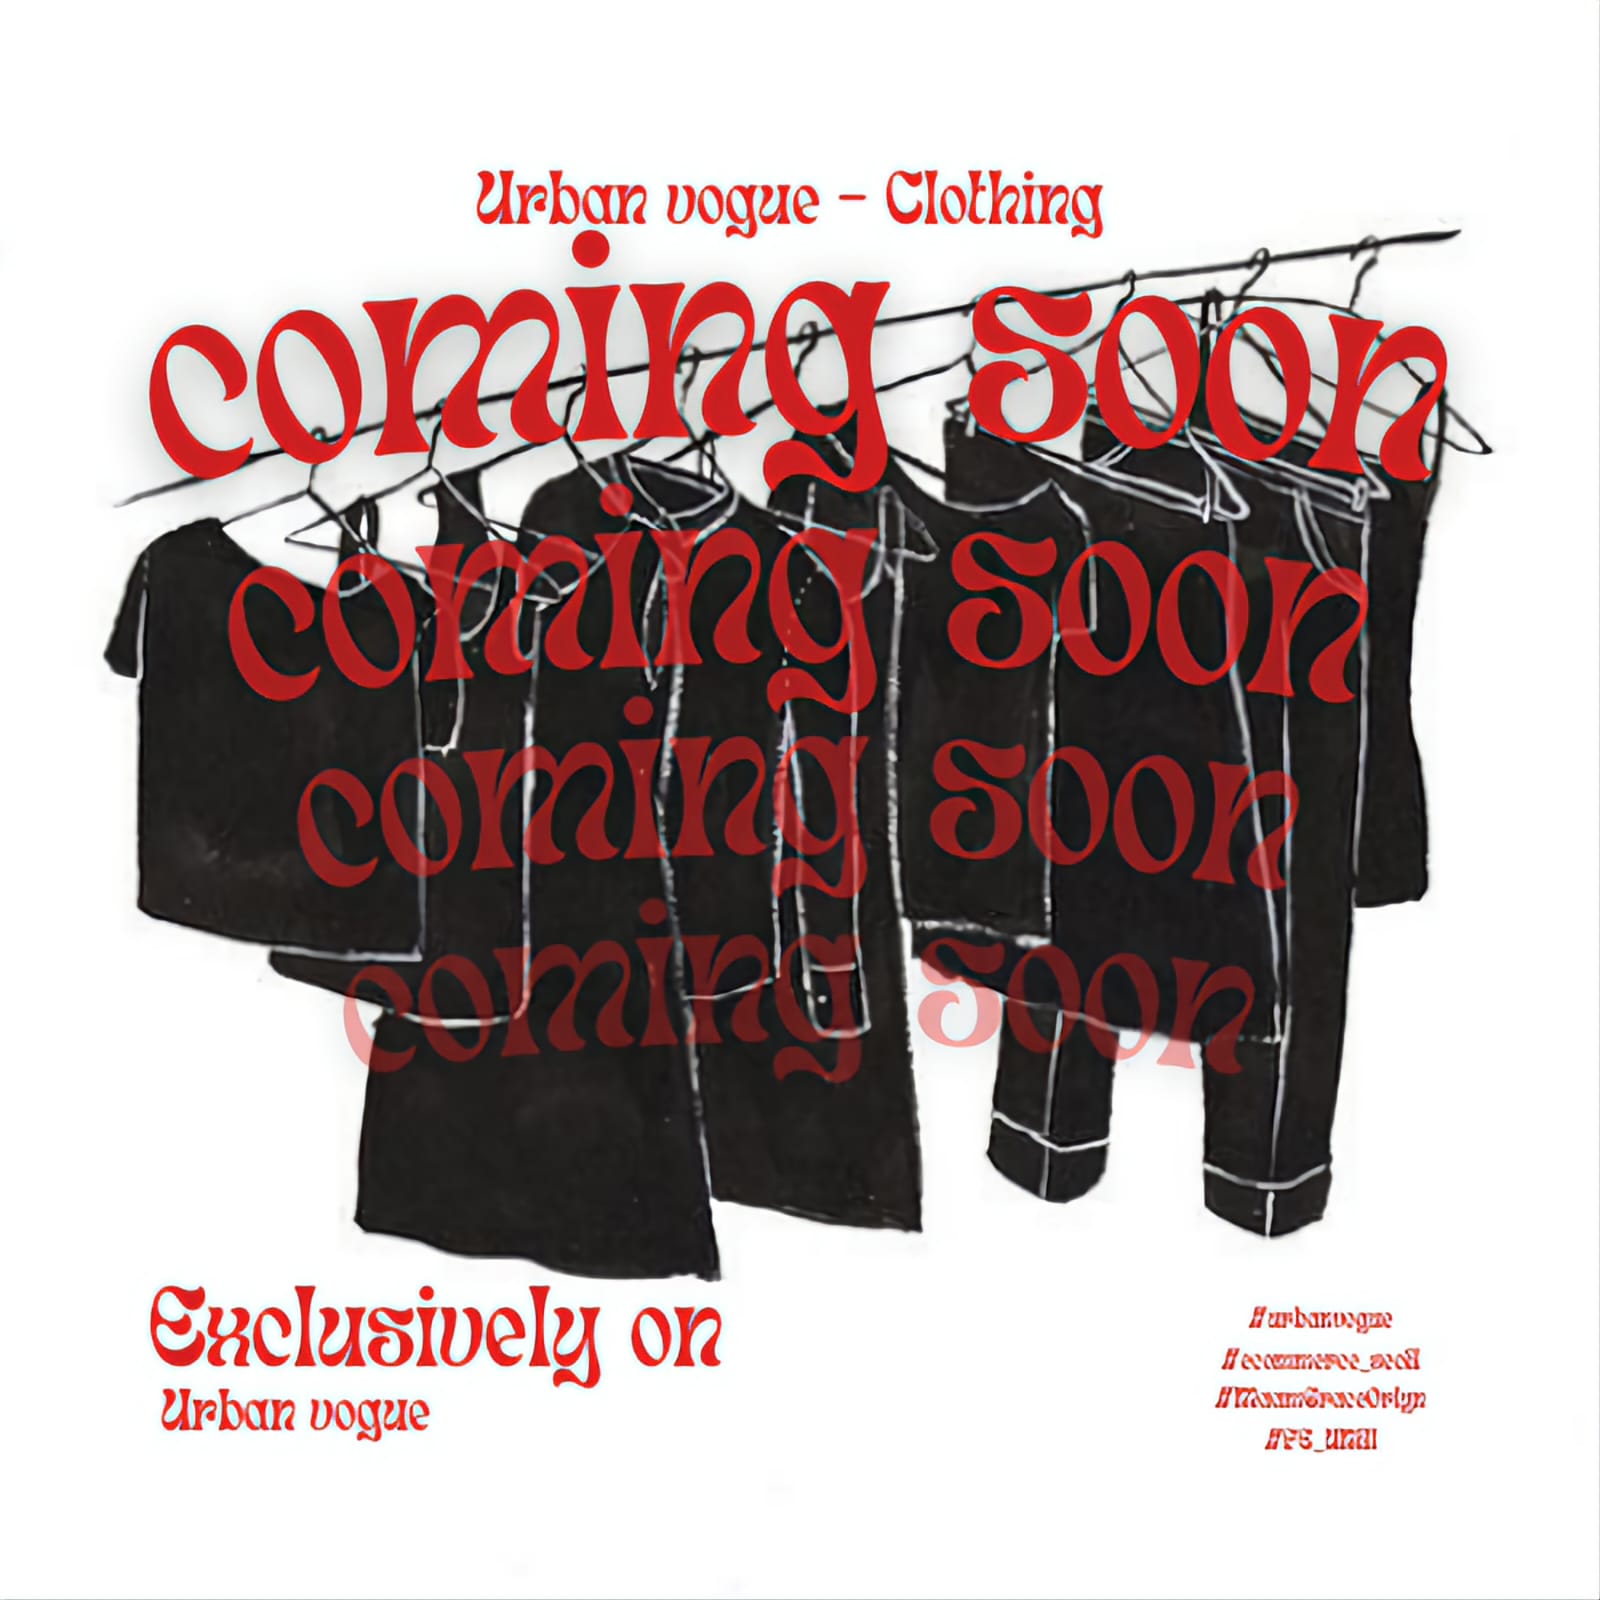 Urban vogue - Clothing
coming soon
coming soon
coming soon
coming soon
Exclusively on
Urban vogue
#urbanvogue